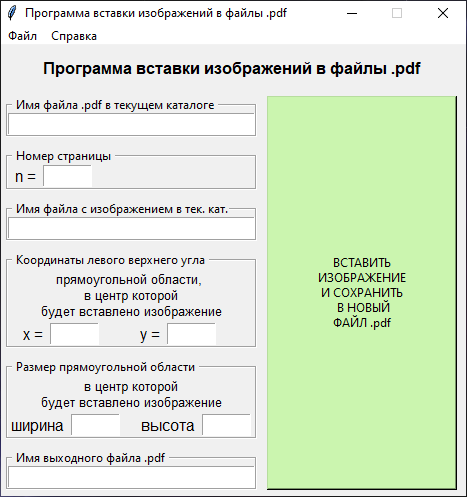 Программа вставки изображений в файлы .pdf
Файл Справка
Программа вставки изображений в файлы .pdf
Имя файла .pdf в текущем каталоге
Номер страницы
n =
Имя файла с изображением в тек. кат.
Координаты левого верхнего угла
прямоугольной области,
в центр которой
будет вставлено изображение
x = y =
Размер прямоугольной области
в центр которой
будет вставлено изображение
ширина высота
Имя выходного файла .pdf
ВСТАВИТЬ
ИЗОБРАЖЕНИЕ
И СОХРАНИТЬ
В НОВЫЙ
ФАЙЛ .pdf